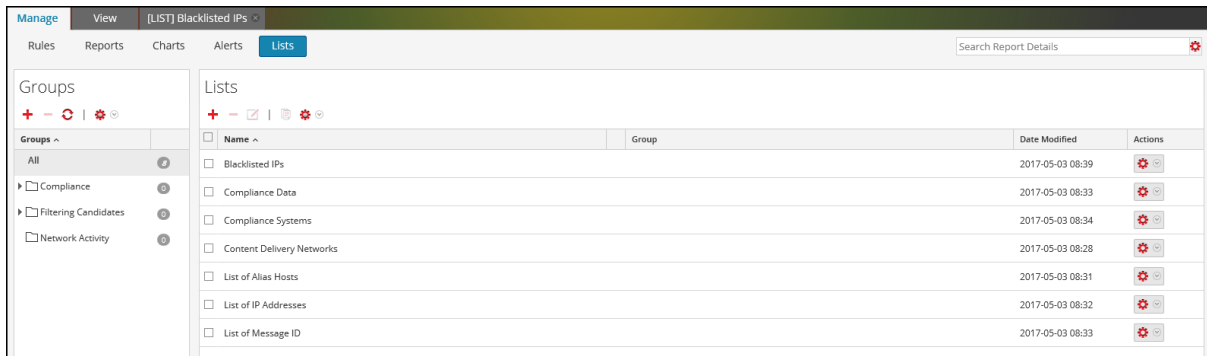 Manage View [LIST] Blacklisted IPs
Rules Reports Charts Alerts Lists Search Report Details
Groups
Lists
Groups
Name Group Date Modified Actions
All
Blacklisted IPs 2017-05-03 08:39
Compliance 0
Compliance Data 2017-05-03 08:33
Filtering Candidates 0
Compliance Systems 2017-05-03 08:34
Network Activity 0
Content Delivery Networks 2017-05-03 08:28
List of Alias Hosts 2017-05-03 08:31
List of IP Addresses 2017-05-03 08:32
List of Message ID 2017-05-03 08:33